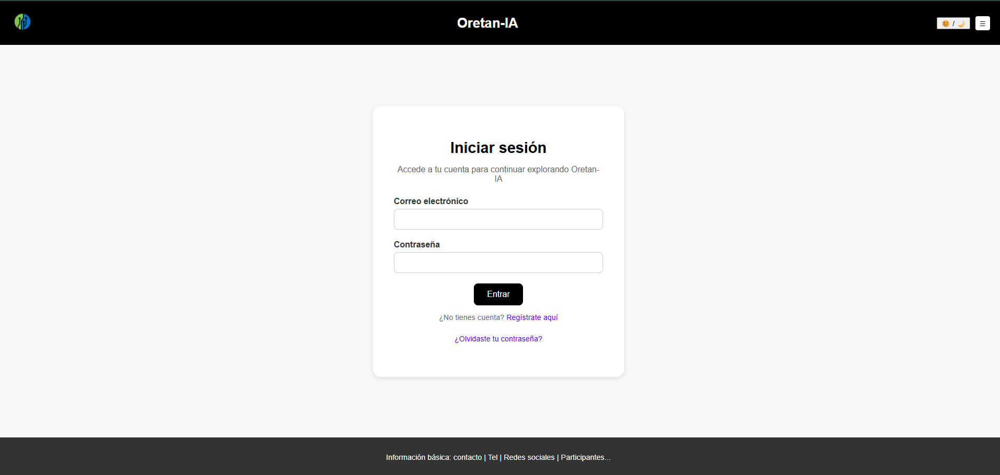 Oretan-IA
🌞 / 🌙 ☰
Iniciar sesión
Accede a tu cuenta para continuar explorando Oretan-
IA
Correo electrónico
Contraseña
Entrar
¿No tienes cuenta? Regístrate aquí
¿Olvidaste tu contraseña?
Información básica: contacto | Tel | Redes sociales | Participantes...